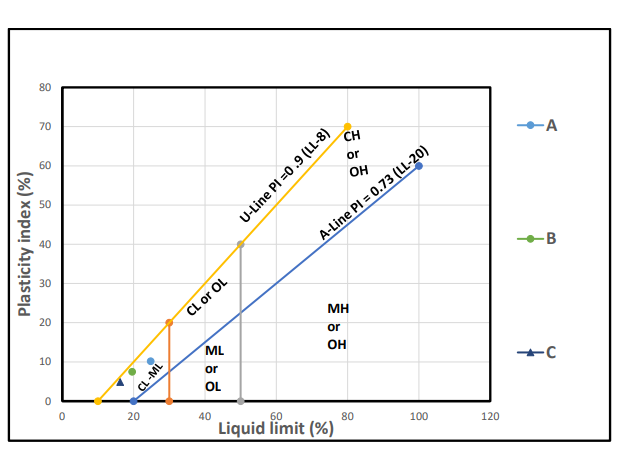 80
70
60
50
40
30
20
10
0
0 20 40 60 80 100 120
Plasticity index (%)
Liquid limit (%)
U-Line PI =0 .9 (LL-8)
A-Line PI = 0.73 (LL-20)
CH
or
OH
CL or OL
CL-ML
ML
or
OL
MH
or
OH
A
B
C